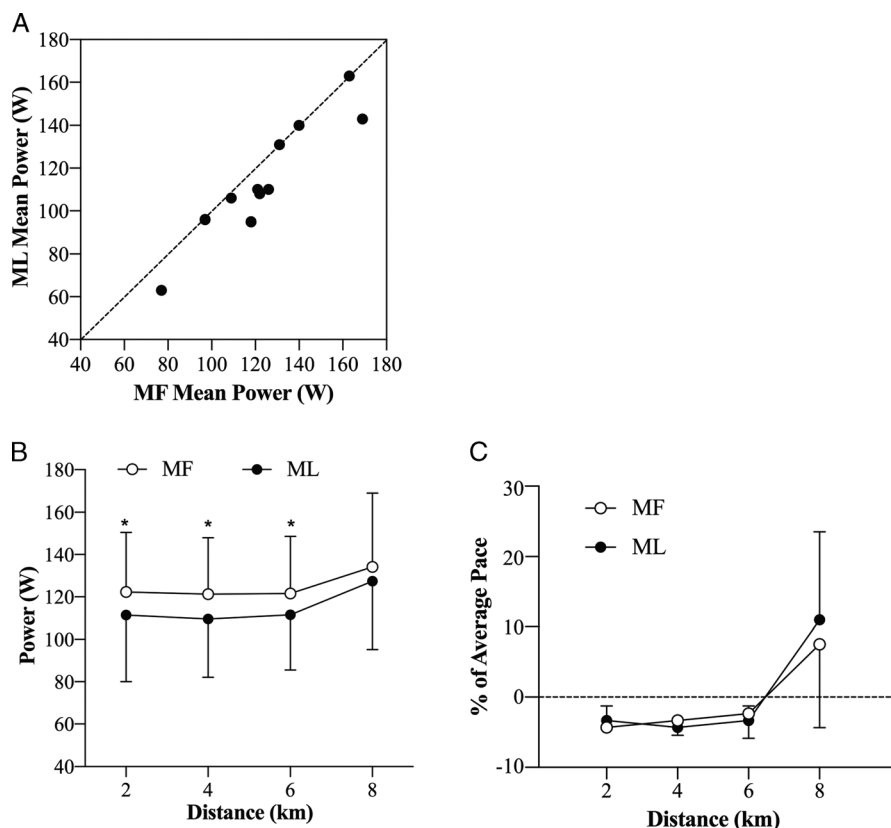 A
180
160
140
120
100
80
60
40
ML Mean Power (W)
40 60 80 100 120 140 160 180
MF Mean Power (W)
B
MF ML
180
160
140
120
100
80
60
40
Power (W)
* * *
2 4 6 8
Distance (km)
C
MF
ML
30
20
10
0
-10
% of Average Pace
2 4 6 8
Distance (km)